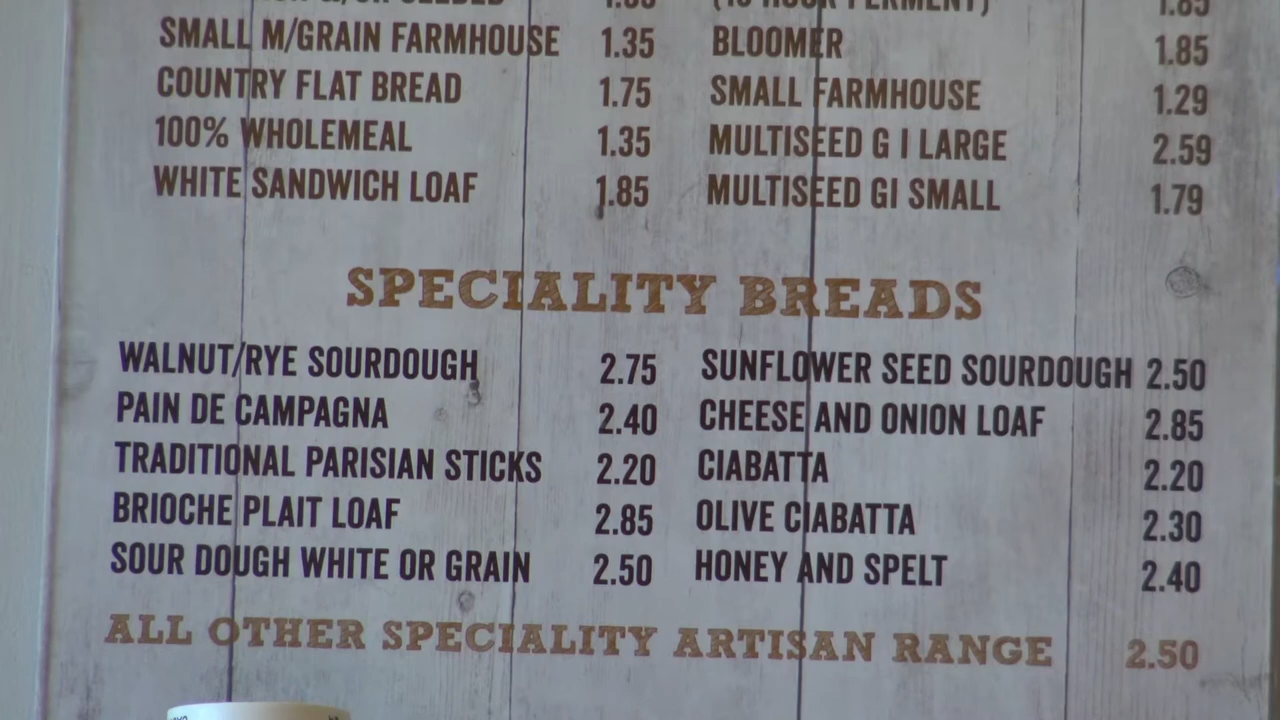 SMALL M/GRAIN FARMHOUSE 1.35 BLOOMER 1.85
COUNTRY FLAT BREAD 1.75 SMALL FARMHOUSE 1.29
100% WHOLEMEAL 1.35 MULTISEED G I LARGE 2.59
WHITE SANDWICH LOAF 1.85 MULTISEED GI SMALL 1.79
SPECIALITY BREADS
WALNUT/RYE SOURDOUGH 2.75 SUNFLOWER SEED SOURDOUGH 2.50
PAIN DE CAMPAGNA 2.40 CHEESE AND ONION LOAF 2.85
TRADITIONAL PARISIAN STICKS 2.20 CIABATTA 2.20
BRIOCHE PLAIT LOAF 2.85 OLIVE CIABATTA 2.30
SOUR DOUGH WHITE OR GRAIN 2.50 HONEY AND SPELT 2.40
ALL OTHER SPECIALITY ARTISAN RANGE 2.50